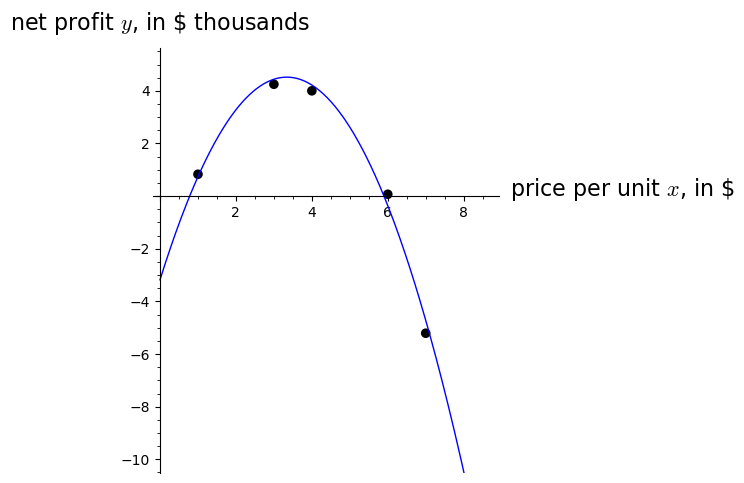 net profit y, in $ thousands
4
2
price per unit x, in $
2 4 6 8
−2
−4
−6
−8
−10